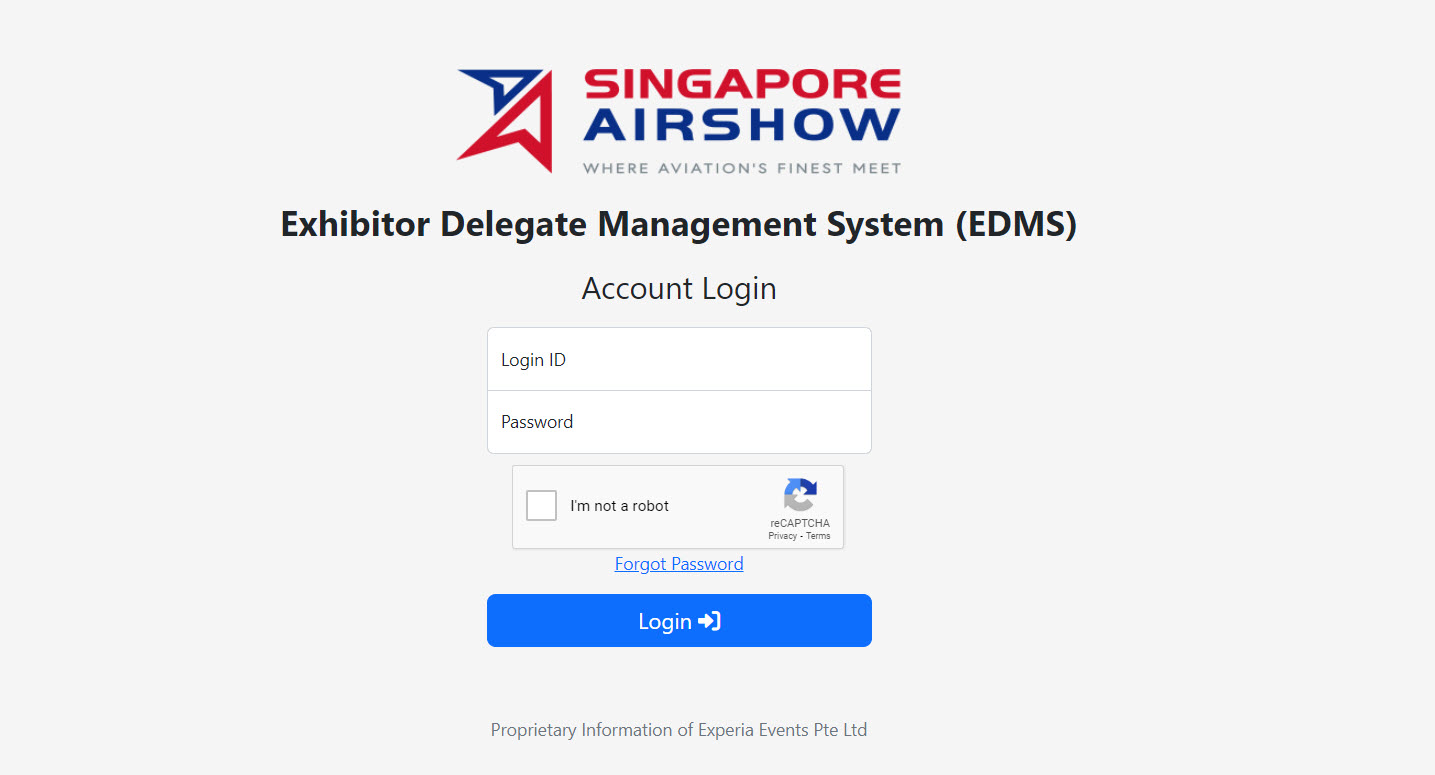 SINGAPORE
AIRSHOW
WHERE AVIATION'S FINEST MEET
Exhibitor Delegate Management System (EDMS)
Account Login
Login ID
Password
I'm not a robot
reCAPTCHA
Privacy - Terms
Forgot Password
Login
Proprietary Information of Experia Events Pte Ltd